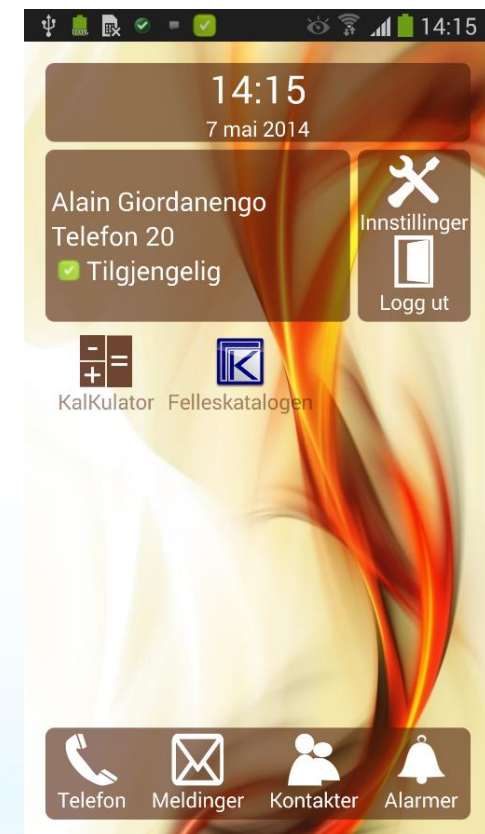 14:15
14:15
7 mai 2014
Alain Giordanengo
Telefon 20
Tilgjengelig
Innstillinger
Logg ut
KalKulator Felleskatalogen
Telefon Meldinger Kontakter Alarmer